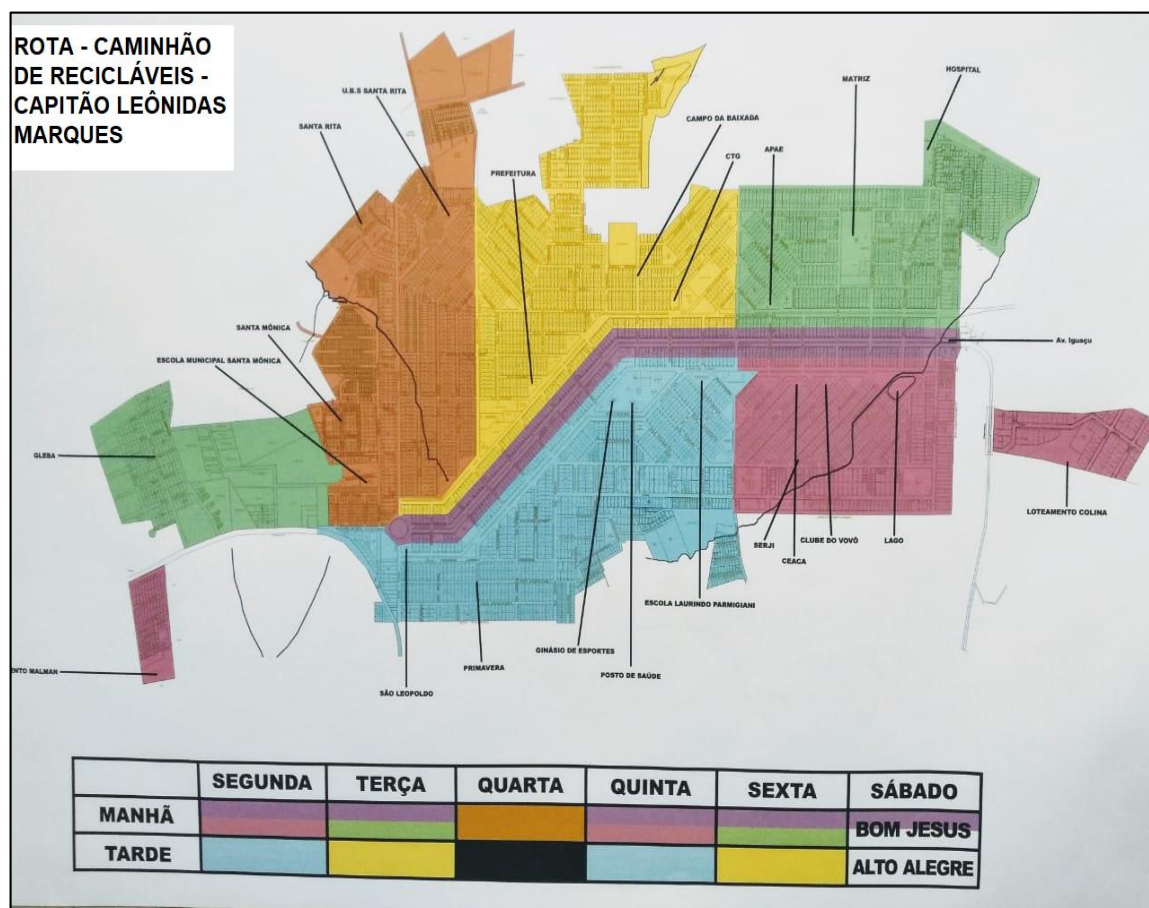 ROTA - CAMINHÃO
DE RECICLÁVEIS -
CAPITÃO LEÔNIDAS
MARQUES
HOSPITAL
MATRIZ
U.B.S SANTA RITA
CAMPO DA BAIXADA
SANTA RITA
APAE
CTG
PREFEITURA
SANTA MÔNICA
Av. Iguaçu
ESCOLA MUNICIPAL SANTA MÔNICA
GLEBA
LOTEAMENTO COLINA
SERJI
CLUBE DO VOVÔ
LAGO
CEACA
ESCOLA LAURINDO PARMIGIANI
GINÁSIO DE ESPORTES
PRIMAVERA
ENTO MALMAN
POSTO DE SAÚDE
SÃO LEOPOLDO
SEGUNDA TERÇA QUARTA QUINTA SEXTA SÁBADO
MANHÃ BOM JESUS
TARDE ALTO ALEGRE